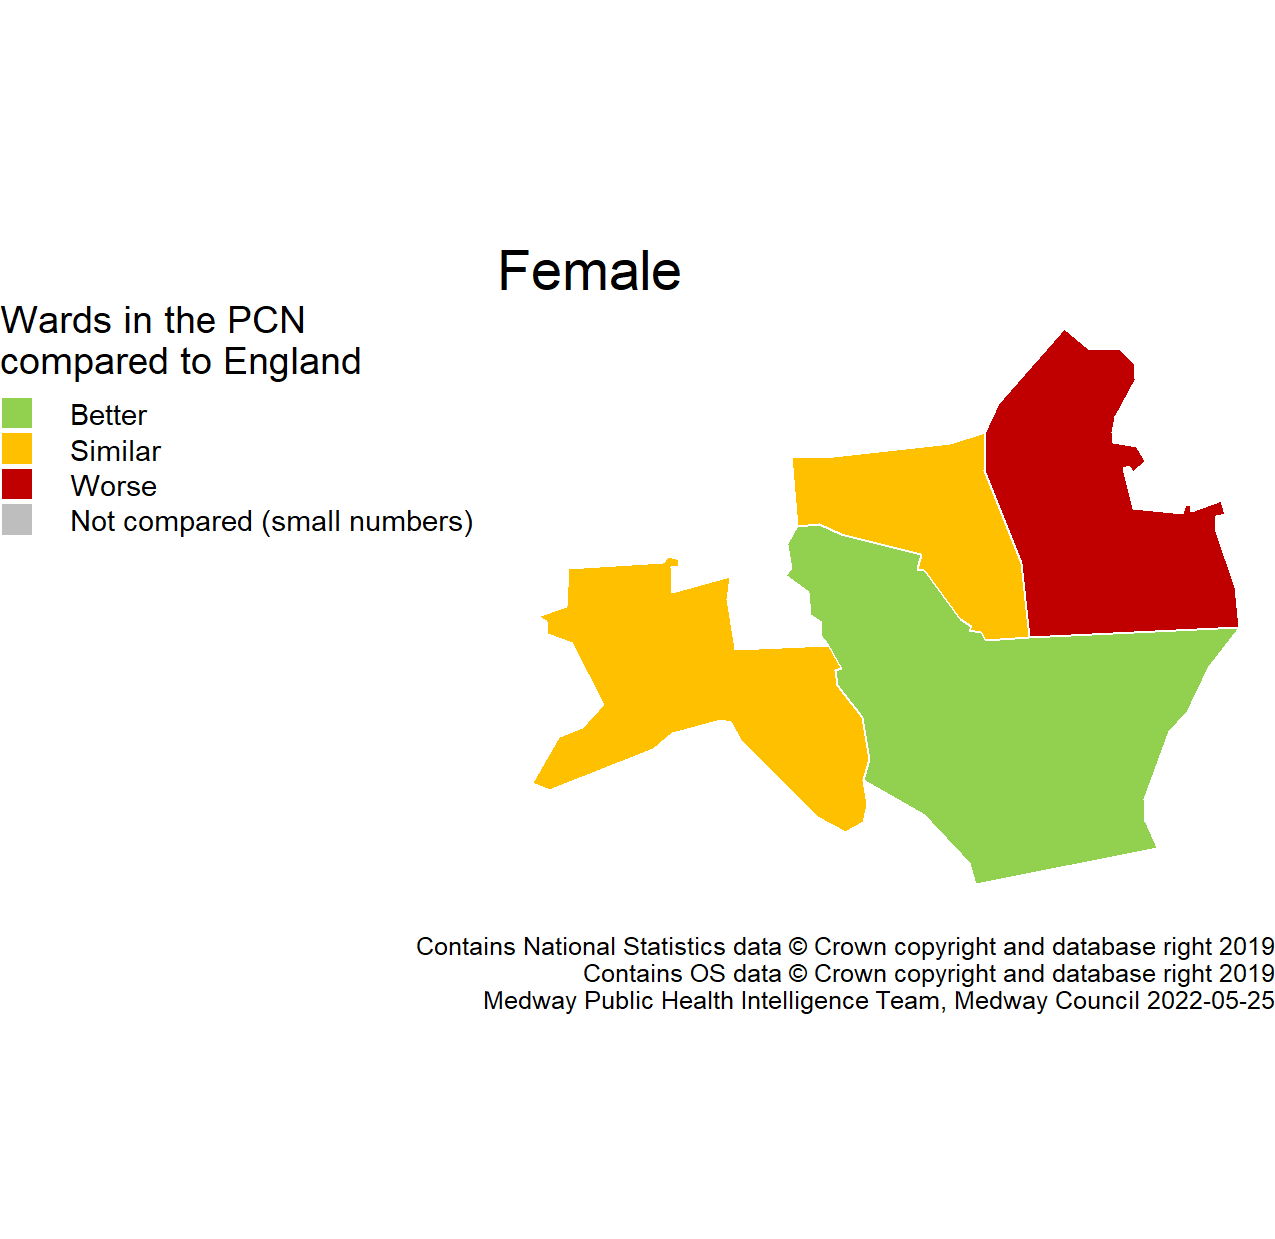 Female
Wards in the PCN
compared to England
Better
Similar
Worse
Not compared (small numbers)
Contains National Statistics data © Crown copyright and database right 2019
Contains OS data © Crown copyright and database right 2019
Medway Public Health Intelligence Team, Medway Council 2022-05-25